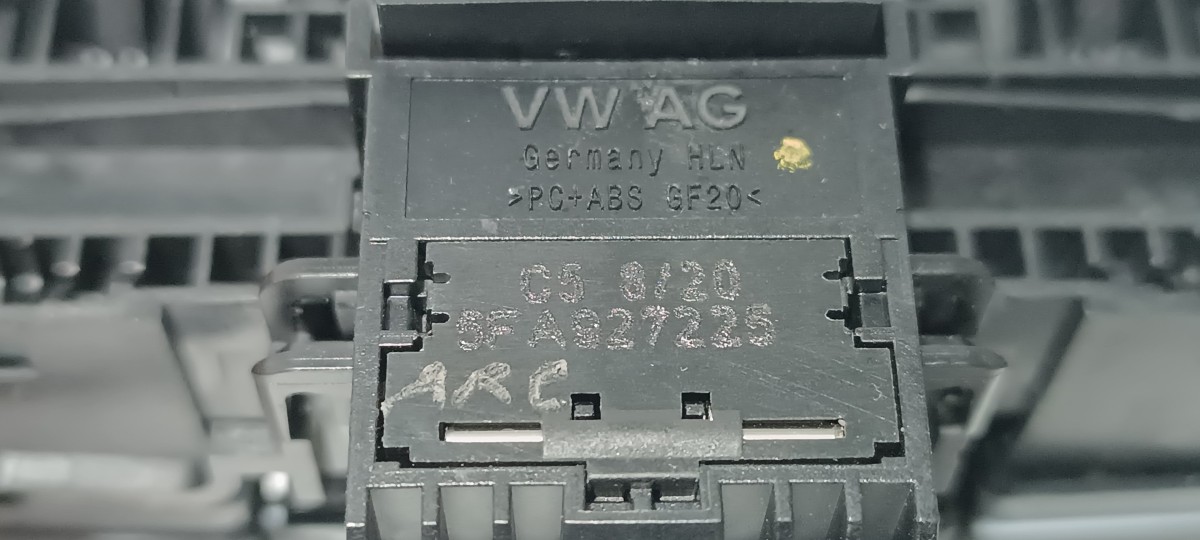 VW AG
Germany HLN
>PC+ABS GF20<
C5 8/20
5FA927225
ARC